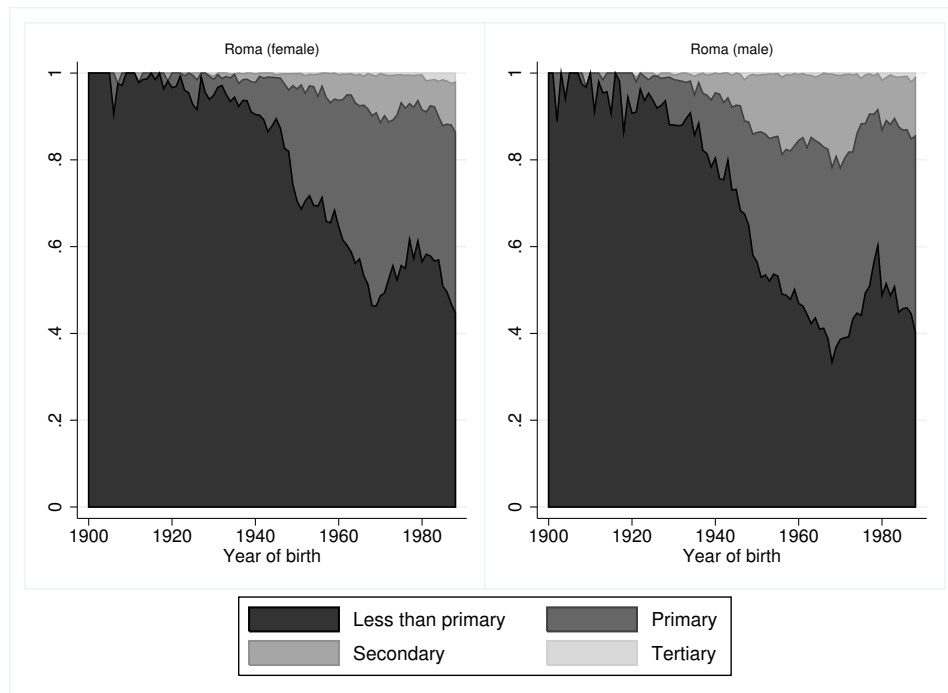 Roma (female)
1
.8
.6
.4
.2
0
1900 1920 1940 1960 1980
Year of birth
Roma (male)
1
.8
.6
.4
.2
0
1900 1920 1940 1960 1980
Year of birth
Less than primary Primary
Secondary Tertiary